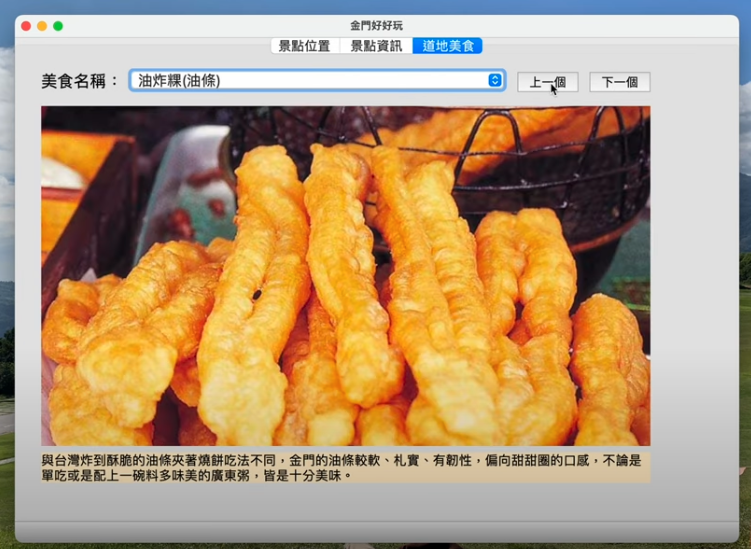 金門好好玩
景點位置 景點資訊 道地美食
美食名稱： 油炸粿(油條) 上一個 下一個
與台灣炸到酥脆的油條夾著燒餅吃法不同，金門的油條較軟、札實、有韌性，偏向甜甜圈的口感，不論是
單吃或是配上一碗料多味美的廣東粥，皆是十分美味。